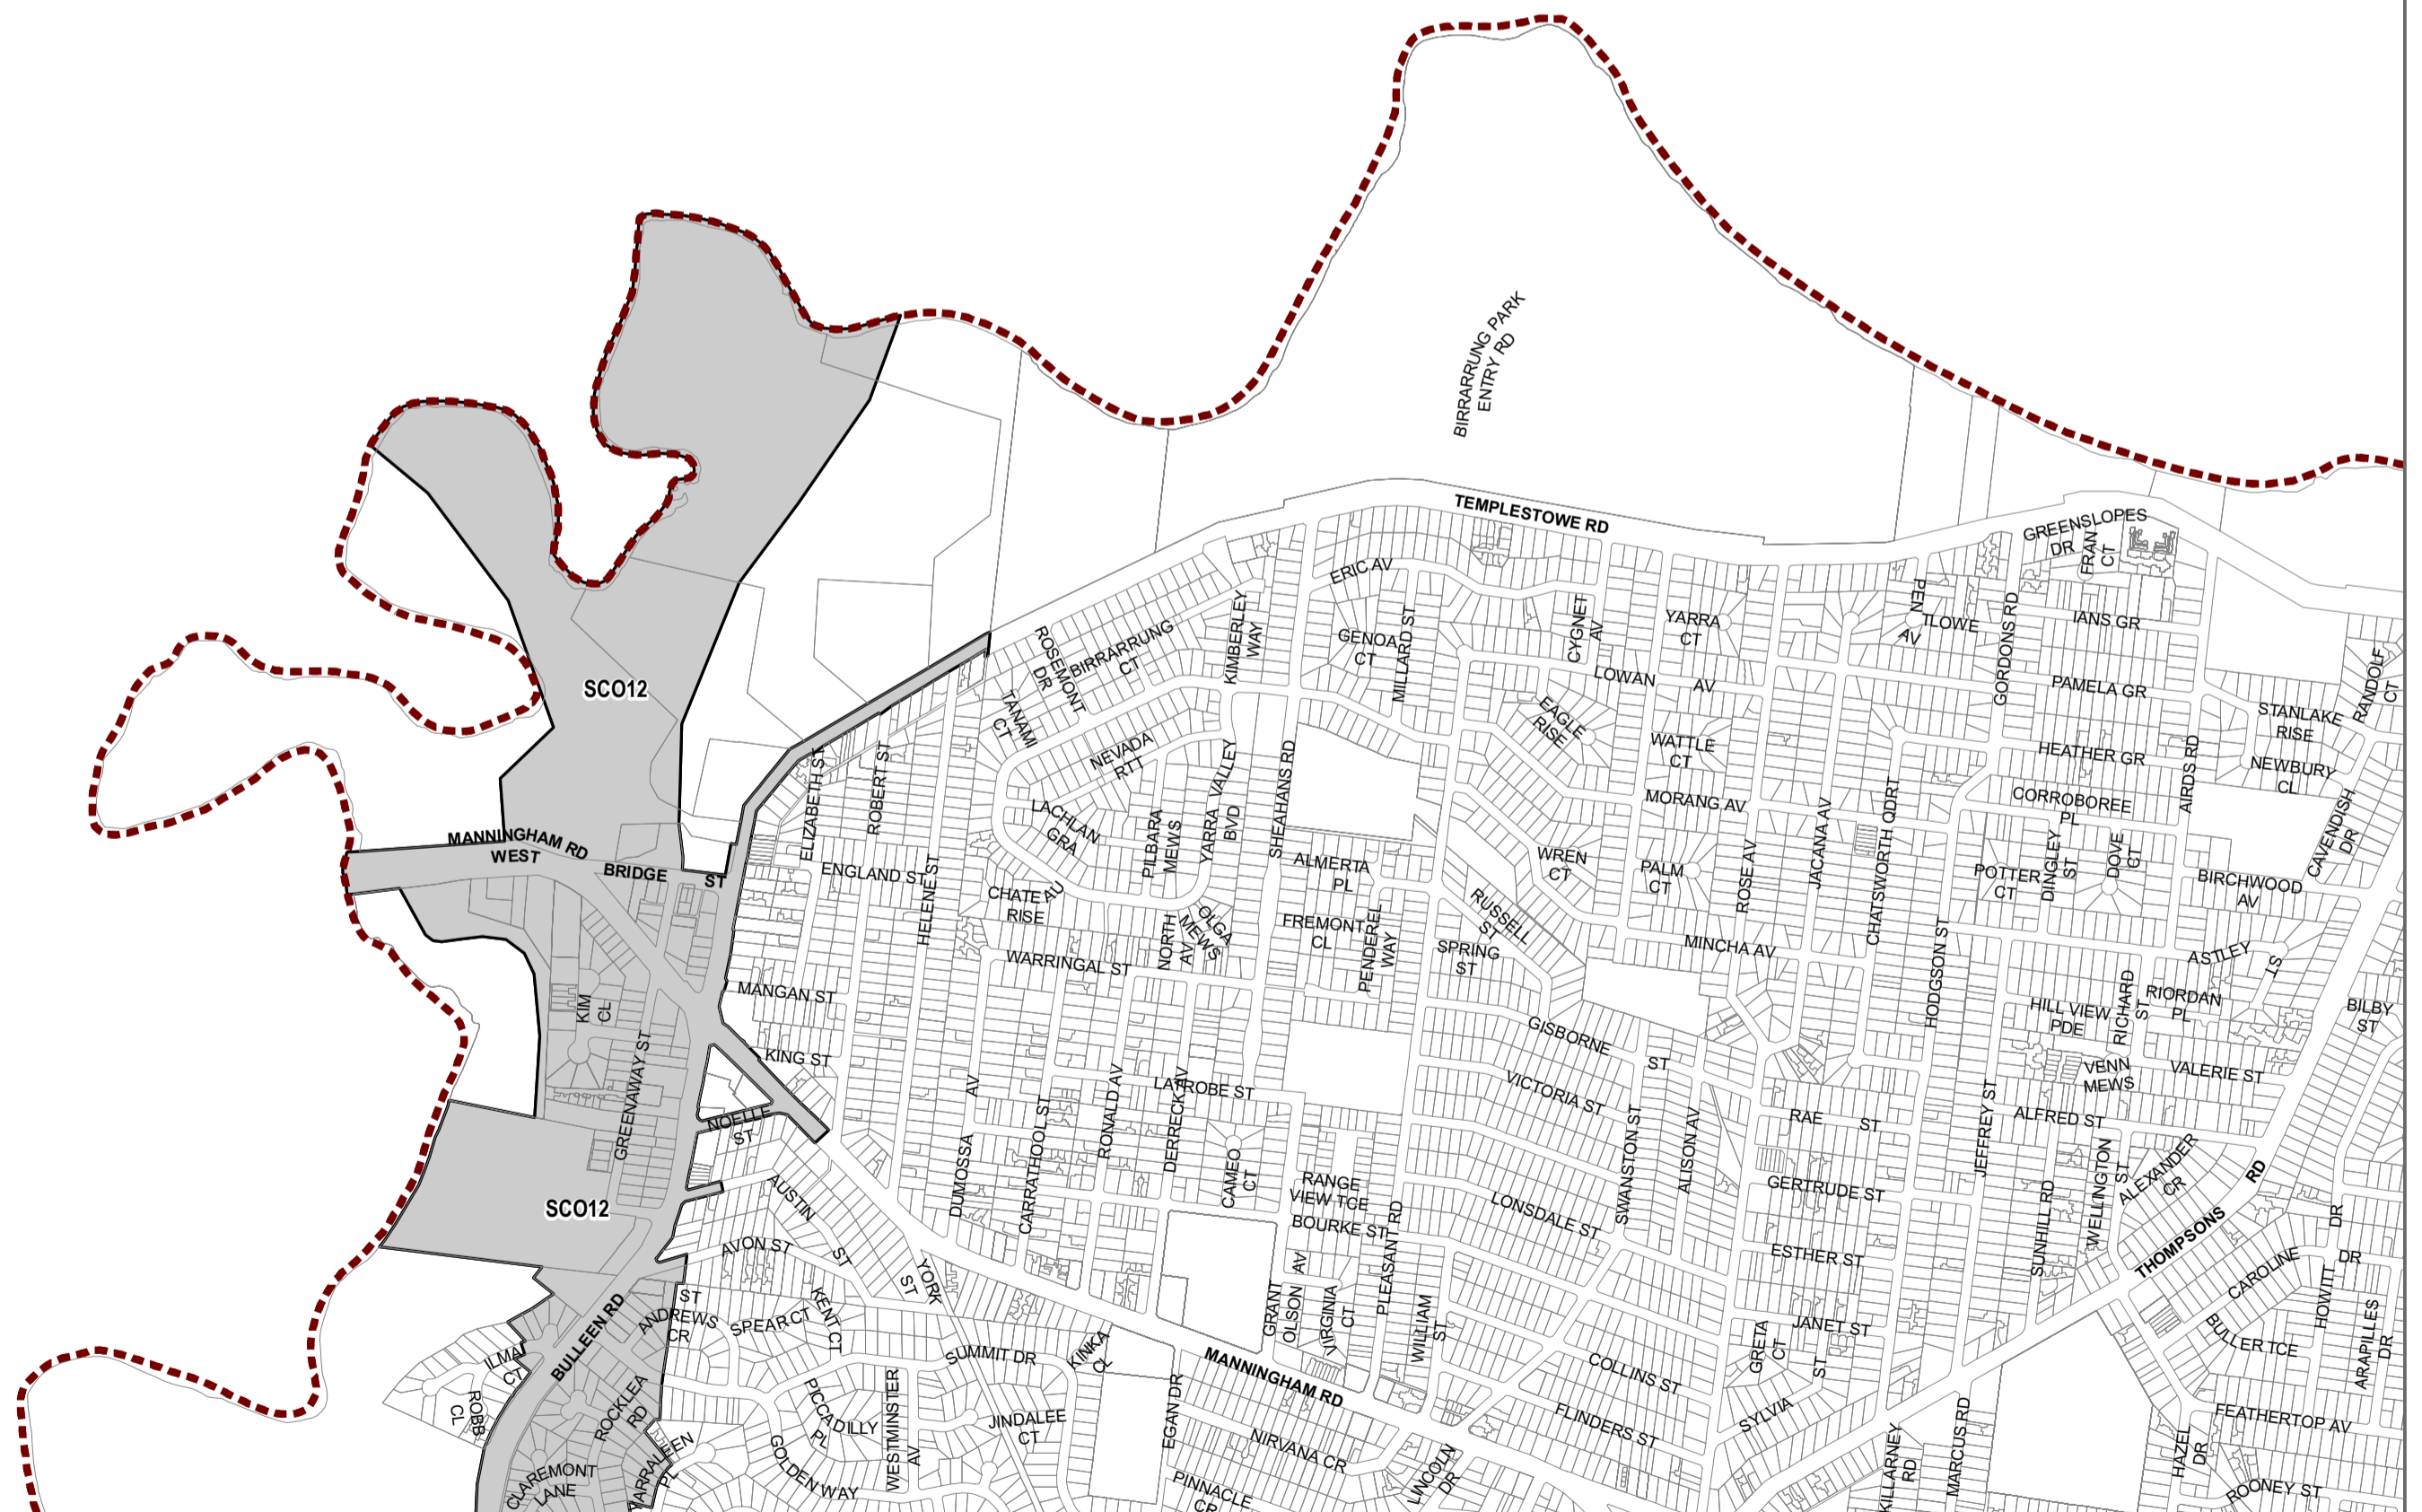 BIRRARRUNG PARK
ENTRY RD
TEMPLESTOWE RD
GREENSLOPES
DR
FRAN
CT
ERIC AV
MILLARD ST
GENOA
CT
CYGNET
AV
YARRA
CT
PEN
AV
TLOWE
GORDONS RD
IANS GR
KIMBERLEY
WAY
BIRRARRUNG
CT
ROSEMONT
DR
TANAMI
CT
SCO12
LOWAN
AV
PAMELA GR
RANDOLF
CT
STANLAKE
RISE
EAGLE
RISE
WATTLE
CT
HEATHER GR
AIRDS RD
NEWBURY
CL
NEVADA
RTT
ELIZABETH ST
ROBERT ST
YARRA VALLEY
BVD
SHEAHANS RD
MORANG AV
JACANA AV
CHATSWORTH QDRT
CORROBOREE
PL
CAVENDISH
DR
LACHLAN
GRA
PILBARA
MEWS
MANNINGHAM RD
WEST
BRIDGE
ST
ENGLAND ST
HELENE ST
CHATEAU
RISE
ALMERTA
PL
WREN
CT
PALM
CT
ROSE AV
POTTER
CT
DINGLEY
ST
DOVE
CT
BIRCHWOOD
AV
OLGA
MEWS
NORTH
AV
FREMONT
CL
PENDEREL
WAY
RUSSELL
ST
SPRING
ST
MINCHA AV
HODGSON ST
ASTLEY
ST
WARRINGAL ST
MANGAN ST
KIM
CL
RICHARD
ST
RIORDAN
PL
HILL VIEW
PDE
BILBY
ST
GISBORNE
ST
KING ST
GREENAWAY ST
LATROBE ST
VICTORIA ST
VENN
MEWS
VALERIE ST
NOELLE
ST
DUMOSSA
AV
CARRATHOOL ST
RONALD AV
DERRECK AV
CAMEO
CT
SWANSTON ST
ALISON AV
RAE
ST
JEFFREY ST
ALFRED ST
WELLINGTON
ST
ALEXANDER
CR
THOMPSONS
RD
SCO12
AUSTIN
ST
RANGE
VIEW TCE
BOURKE ST
PLEASANT RD
LONSDALE ST
GERTRUDE ST
SUNHILL RD
AVON ST
YORK
ST
ESTHER ST
CAROLINE
DR
DR
HOWITT
BULLEEN RD
ST
ANDREWS
CR
SPEAR CT
KENT CT
GRANT
OLSON
AV
VIRGINIA
CT
WILLIAM
ST
GRETA
CT
JANET ST
ST
BULLER TCE
ARAPILLES
DR
ILMA
CT
ROBB
CL
SUMMIT DR
KINKA
CL
MANNINGHAM RD
COLLINS ST
ROCKLEA
RD
PICCADILLY
PL
WESTMINSTER
AV
JINDALEE
CT
EGAN DR
FLINDERS ST
SYLVIA
FEATHERTOP AV
NIRVANA CR
GOLDEN WAY
CLAREMONT
LANE
PL
PINNACLE
CR
LINCOLN
DR
KILLARNEY
RD
MARCUS RD
HAZEL
DR
ROONEY ST